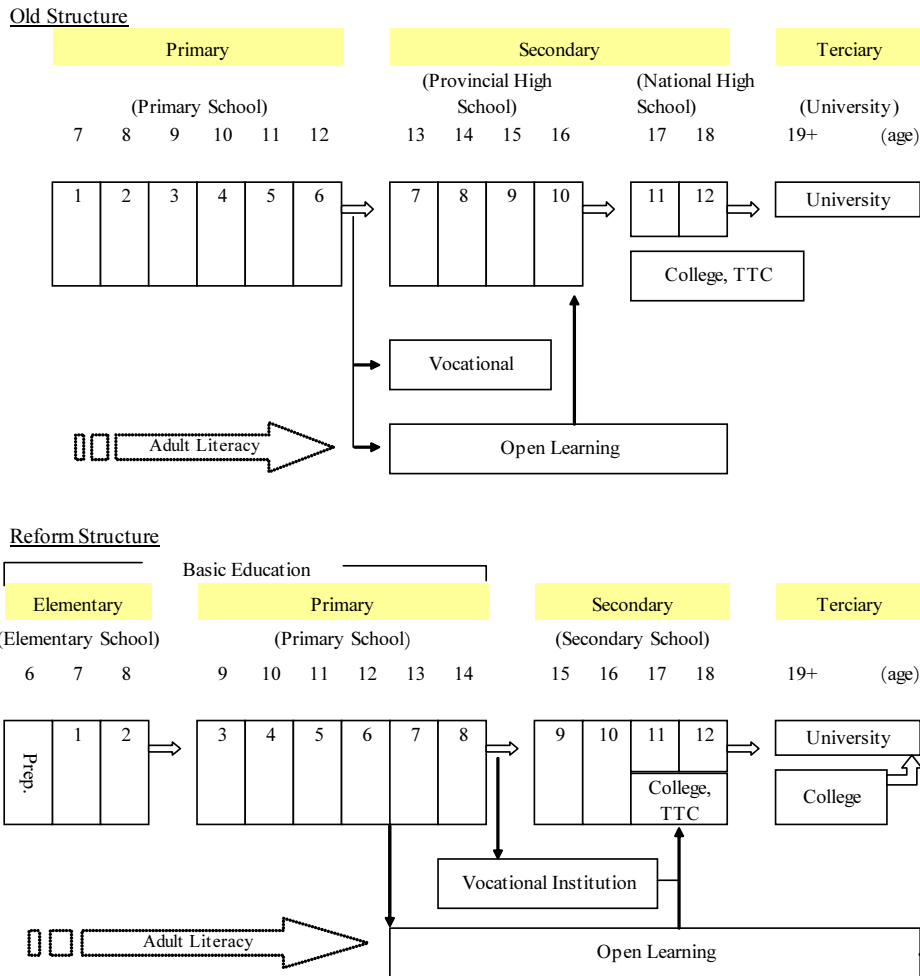 Old Structure
Primary Secondary Terciary
(Provincial High (National High
(Primary School) School) School) (University)
7 8 9 10 11 12 13 14 15 16 17 18 19+ (age)
1 2 3 4 5 6 7 8 9 10 11 12 University
College, TTC
Vocational
Adult Literacy Open Learning
Reform Structure
Basic Education
Elementary Primary Secondary Terciary
(Elementary School) (Primary School) (Secondary School)
6 7 8 9 10 11 12 13 14 15 16 17 18 19+ (age)
Prep. 1 2 3 4 5 6 7 8 9 10 11 12 University
College,
TTC College
Vocational Institution
Adult Literacy Open Learning